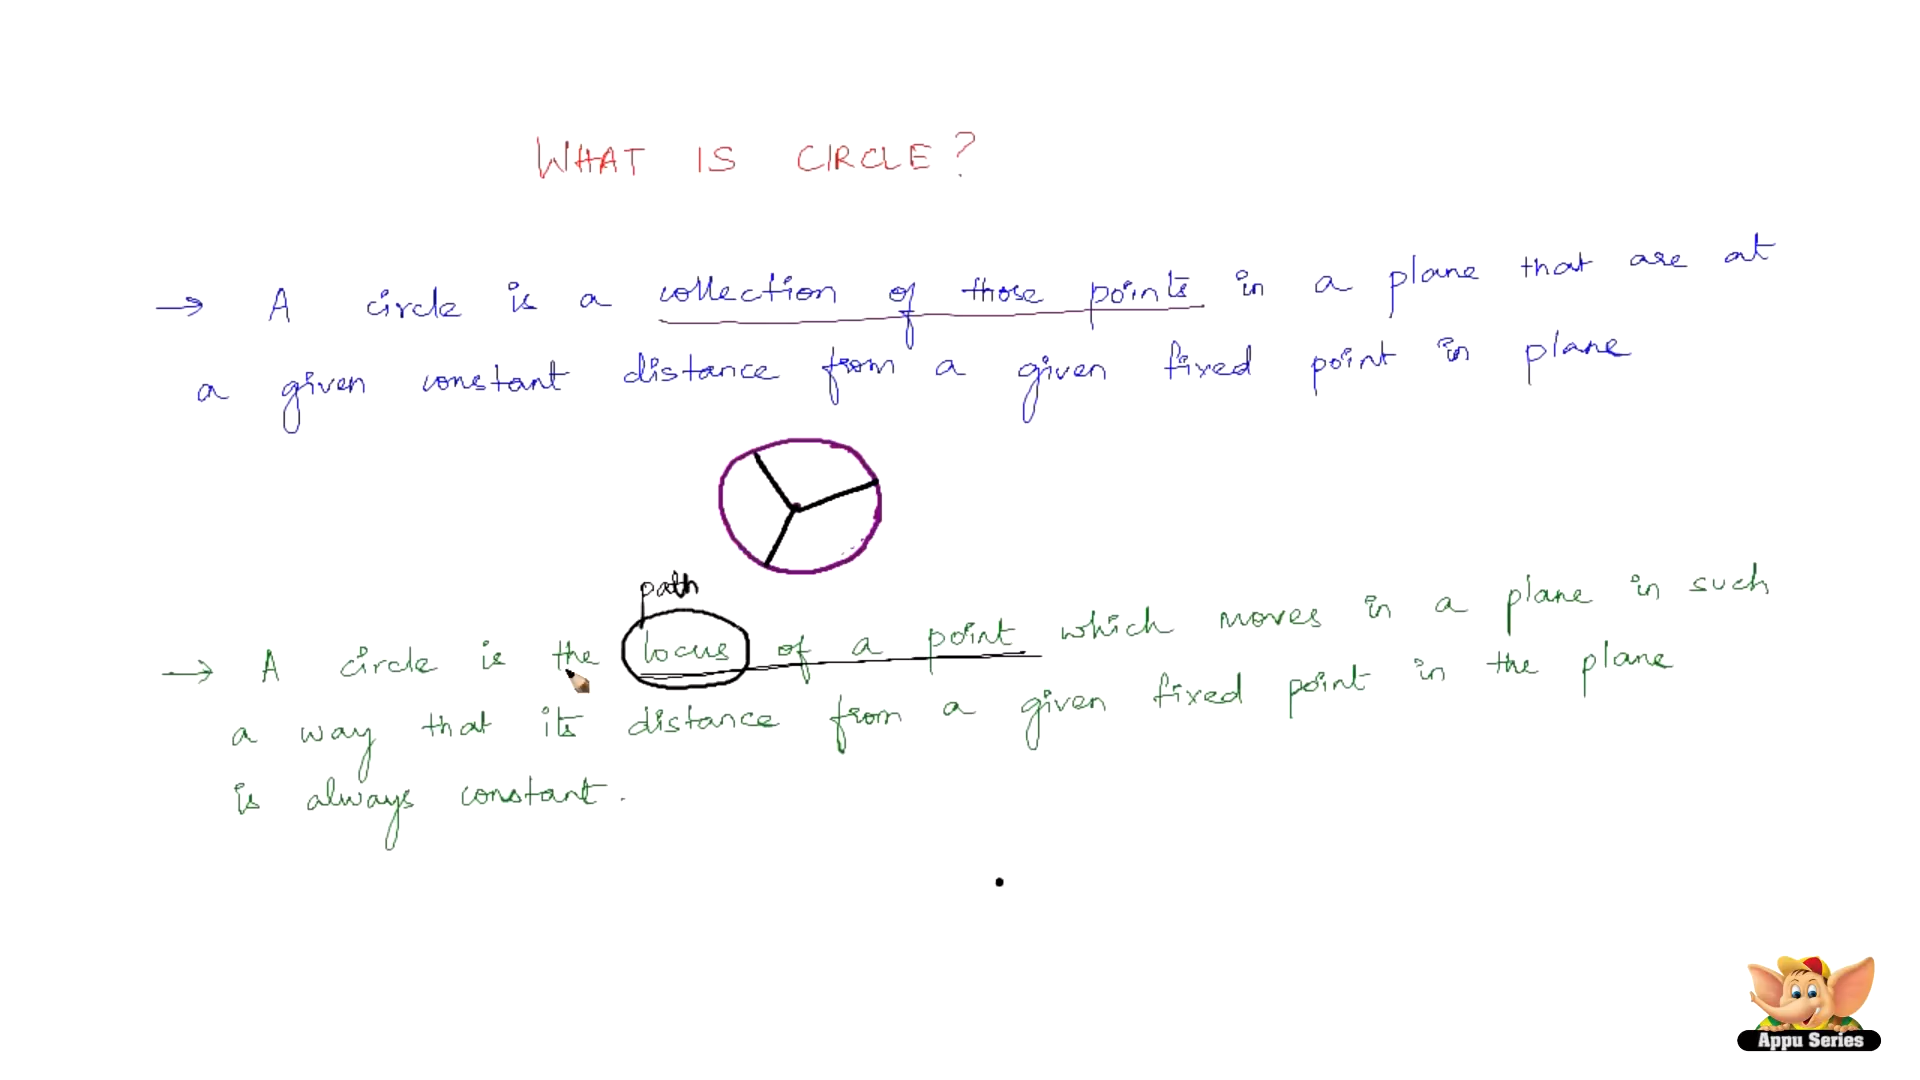 WHAT IS CIRCLE?
→ A circle is a collection of those points in a plane that are at
a given constant distance from a given fixed point in plane
path
→ A circle is the locus of a point which moves in a plane in such
a way that its distance from a given fixed point in the plane
is always constant.
Appu Series